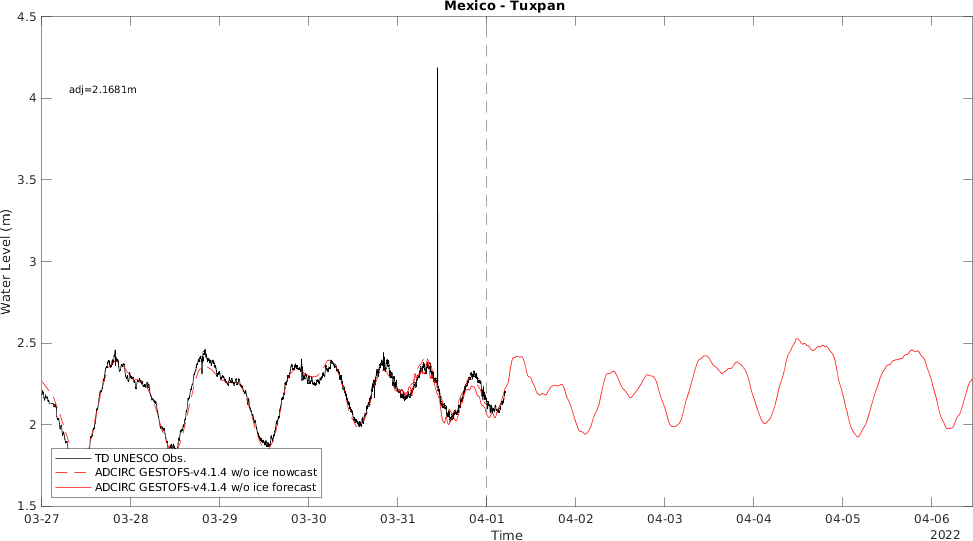 Mexico - Tuxpan
4.5
adj=2.1681m
4
3.5
3
2.5
2
1.5
Water Level (m)
TD UNESCO Obs.
ADCIRC GESTOFS-v4.1.4 w/o ice nowcast
ADCIRC GESTOFS-v4.1.4 w/o ice forecast
03-27 03-28 03-29 03-30 03-31 04-01 04-02 04-03 04-04 04-05 04-06
Time 2022